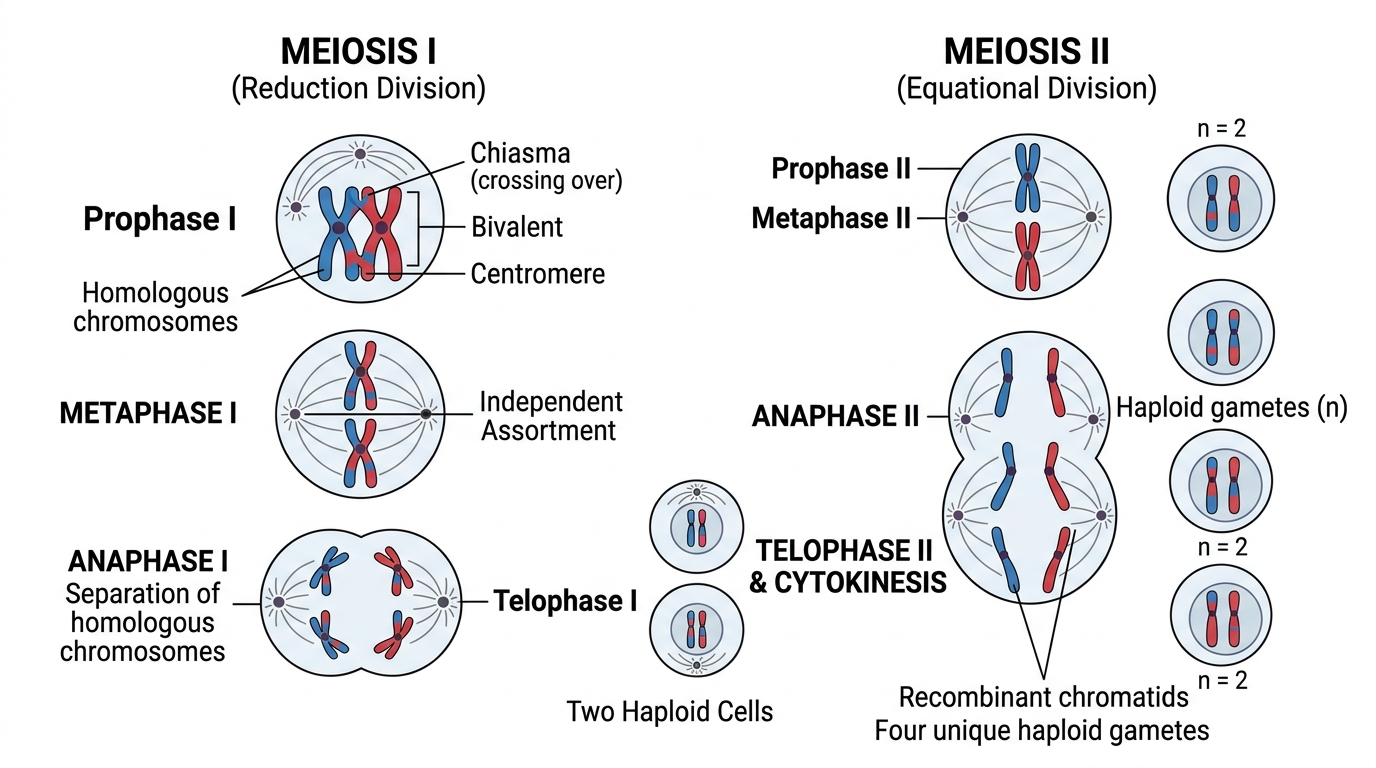 MEIOSIS I
(Reduction Division)
Prophase I
Chiasma
(crossing over)
Bivalent
Centromere
Homologous
chromosomes
METAPHASE I
Independent
Assortment
ANAPHASE I
Separation of
homologous
chromosomes
Telophase I
Two Haploid Cells
MEIOSIS II
(Equational Division)
Prophase II
Metaphase II
n = 2
ANAPHASE II
Haploid gametes (n)
TELOPHASE II
& CYTOKINESIS
n = 2
n = 2
Recombinant chromatids
Four unique haploid gametes